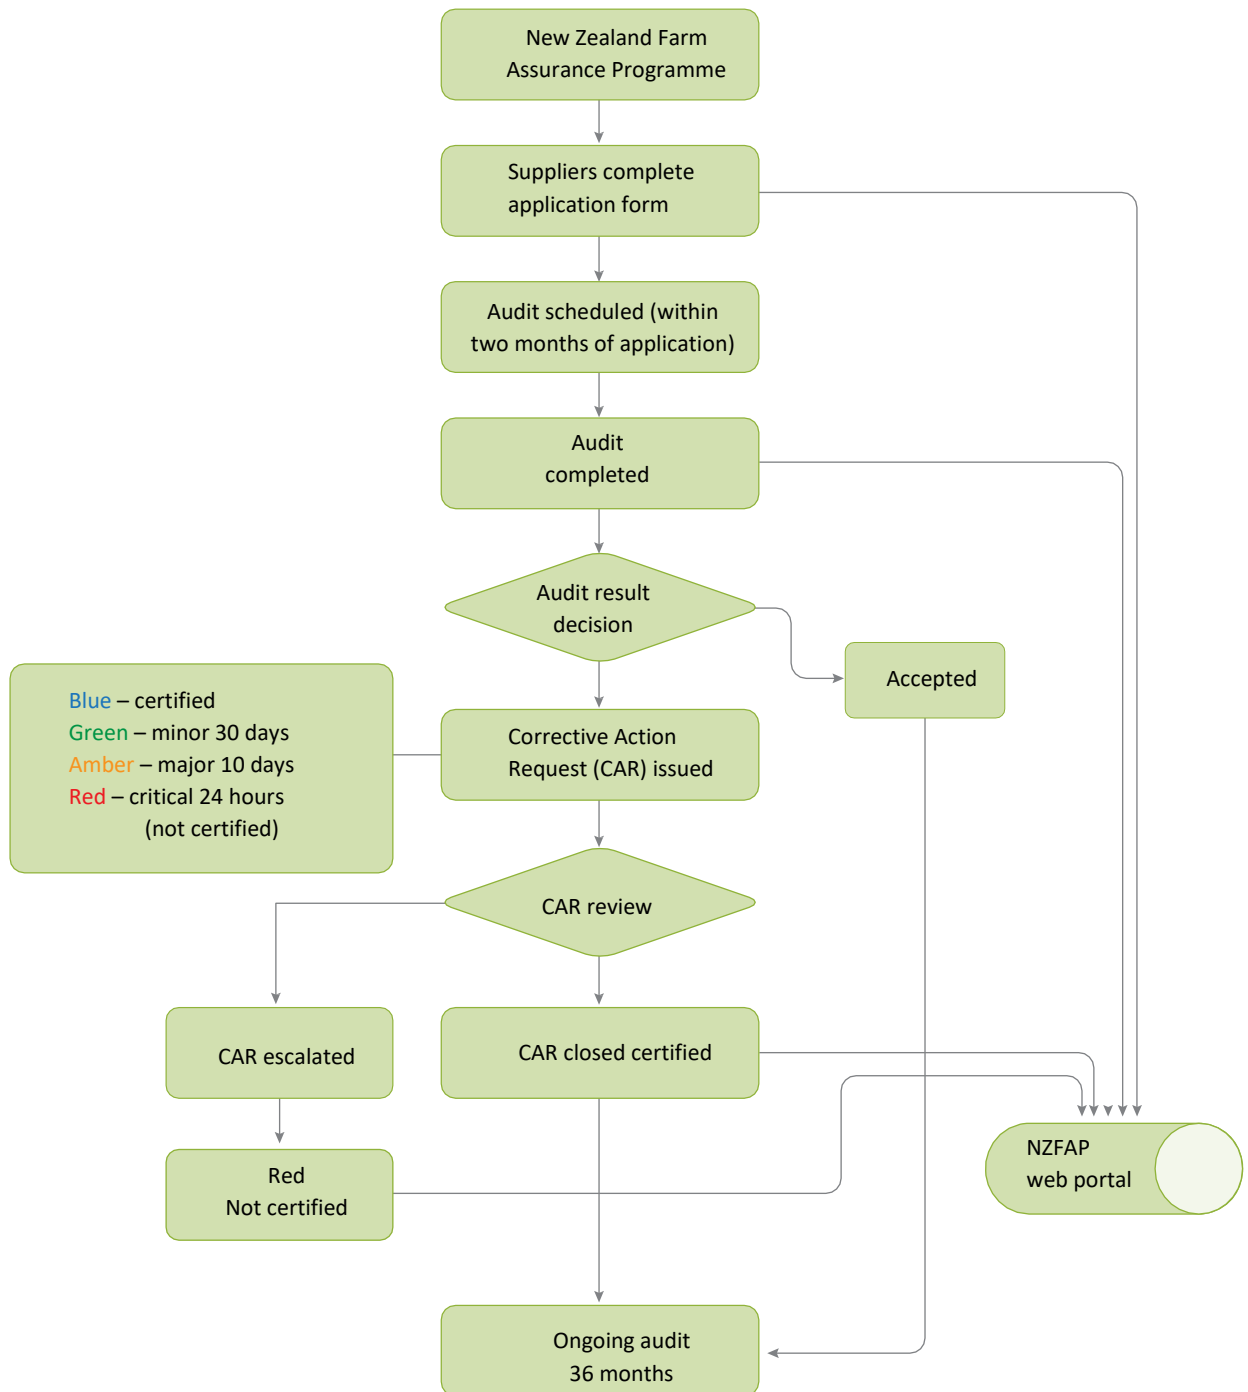 New Zealand Farm
Assurance Programme
Suppliers complete
application form
Audit scheduled (within
two months of application)
Audit
completed
Audit result
decision
Accepted
Blue – certified
Green – minor 30 days
Amber – major 10 days
Red – critical 24 hours
(not certified)
Corrective Action
Request (CAR) issued
CAR review
CAR escalated
CAR closed certified
Red
Not certified
NZFAP
web portal
Ongoing audit
36 months